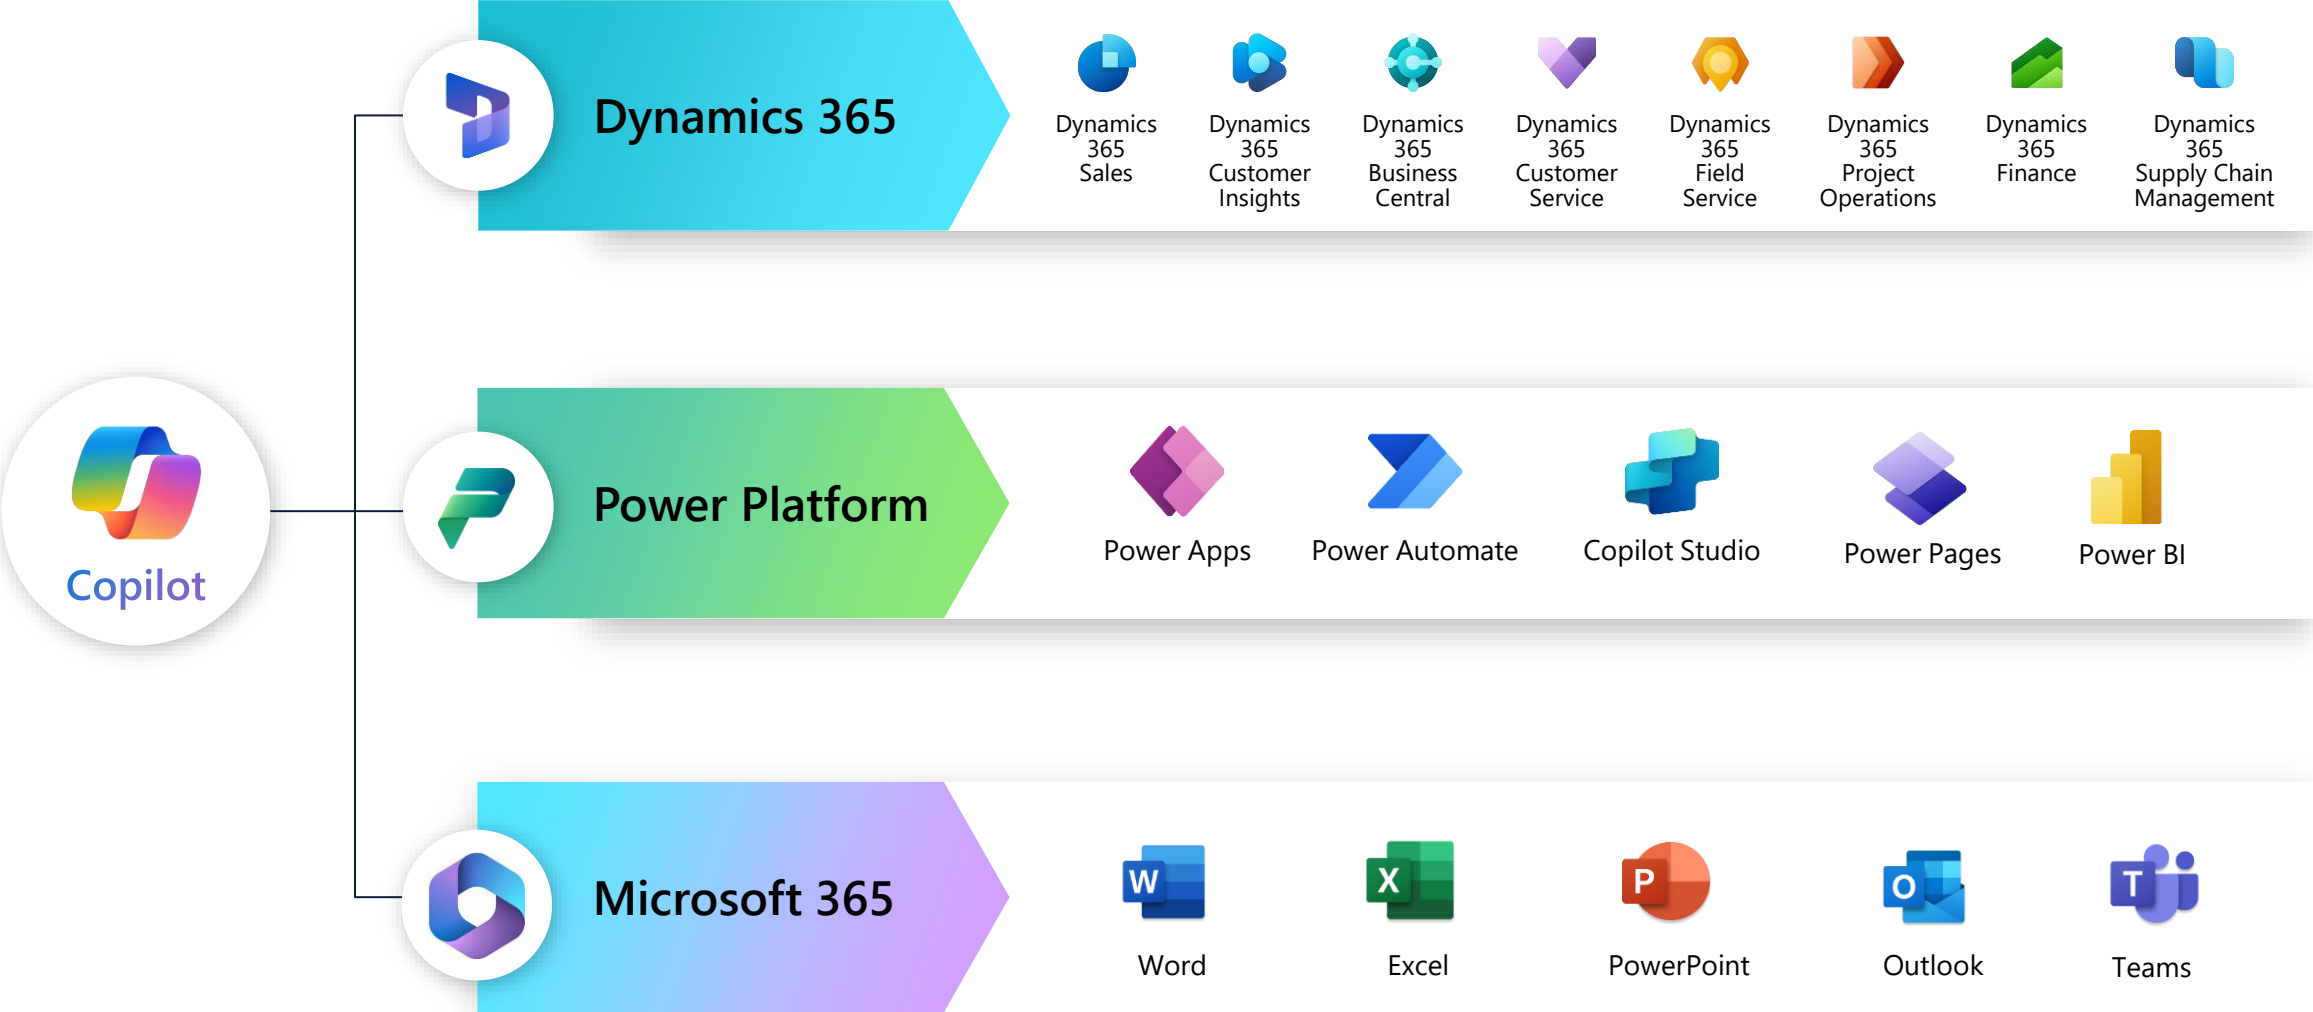 Dynamics 365
Dynamics
365
Sales
Dynamics
365
Customer
Insights
Dynamics
365
Business
Central
Dynamics
365
Customer
Service
Dynamics
365
Field
Service
Dynamics
365
Project
Operations
Dynamics
365
Finance
Dynamics
365
Supply Chain
Management
Copilot
Power Platform
Power Apps
Power Automate
Copilot Studio
Power Pages
Power BI
Microsoft 365
W
Word
X
Excel
P
PowerPoint
O
Outlook
T
Teams